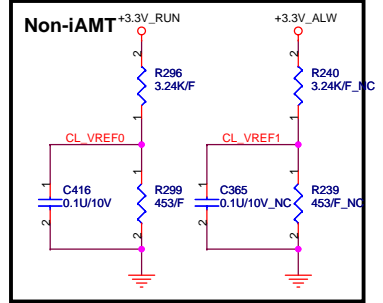 Non-iAMT
+3.3V_RUN
+3.3V_ALW
2
2
R296
3.24K/F
R240
3.24K/F_NC
1
1
CL_VREF0
CL_VREF1
1
1
1
1
C416
0.1U/10V
R299
453/F
C365
0.1U/10V_NC
R239
453/F_NC
2
2
2
2